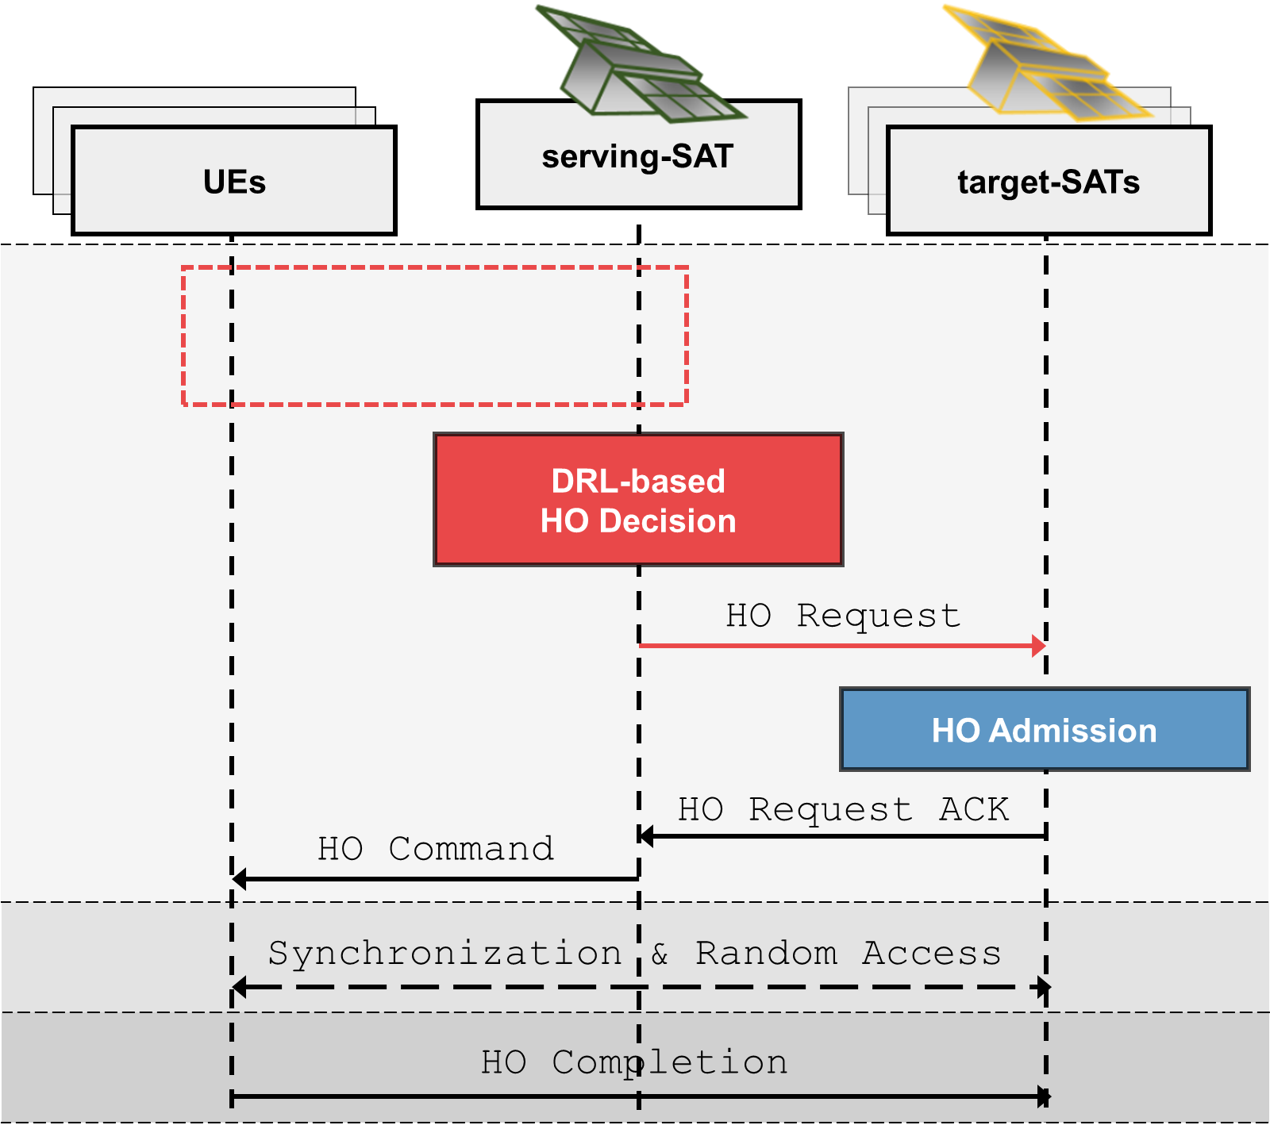 UEs
serving-SAT
target-SATs
DRL-based
HO Decision
HO Request
HO Admission
HO Request ACK
HO Command
Synchronization & Random Access
HO Completion